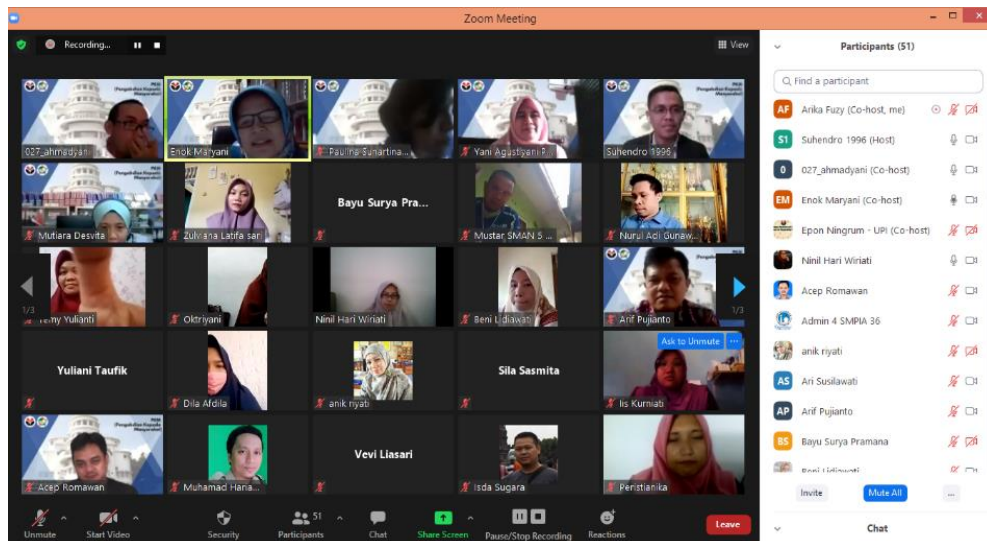 Zoom Meeting
Recording...
View
027_ahmadyani
Enok Maryani
Paulina Sunartina...
Yani Agustiyani P...
Suhendro 1996
Mutiara Desvita
Zulviana Latifa sari
Bayu Surya Pra...
Mustar SMAN 5 ...
Nurul Adi Gunaw...
1/3
Yulianti
Oktriyani
Ninil Hari Wiriati
Beni Lidiawati
Arif Pujianto
1/3
Yuliani Taufik
Dila Afdila
anik riyati
Sila Sasmita
Ask to Unmute
...
Iis Kurniati
Acep Romawan
Muhamad Haria...
Vevi Liasari
Isda Sugara
Peristianika
Unmute
Start Video
Security
Participants
51
Chat
Share Screen
Pause/Stop Recording
Reactions
Leave
Participants (51)
Find a participant
AF Arika Fuzy (Co-host, me)
S1 Suhendro 1996 (Host)
0 027_ahmadyani (Co-host)
EM Enok Maryani (Co-host)
Epon Ningrum - UPI (Co-host)
Ninil Hari Wiriati
Acep Romawan
Admin 4 SMPIA 36
anik riyati
AS Ari Susilawati
AP Arif Pujianto
BS Bayu Surya Pramana
Beni Lidiawati
Invite
Mute All
...
Chat